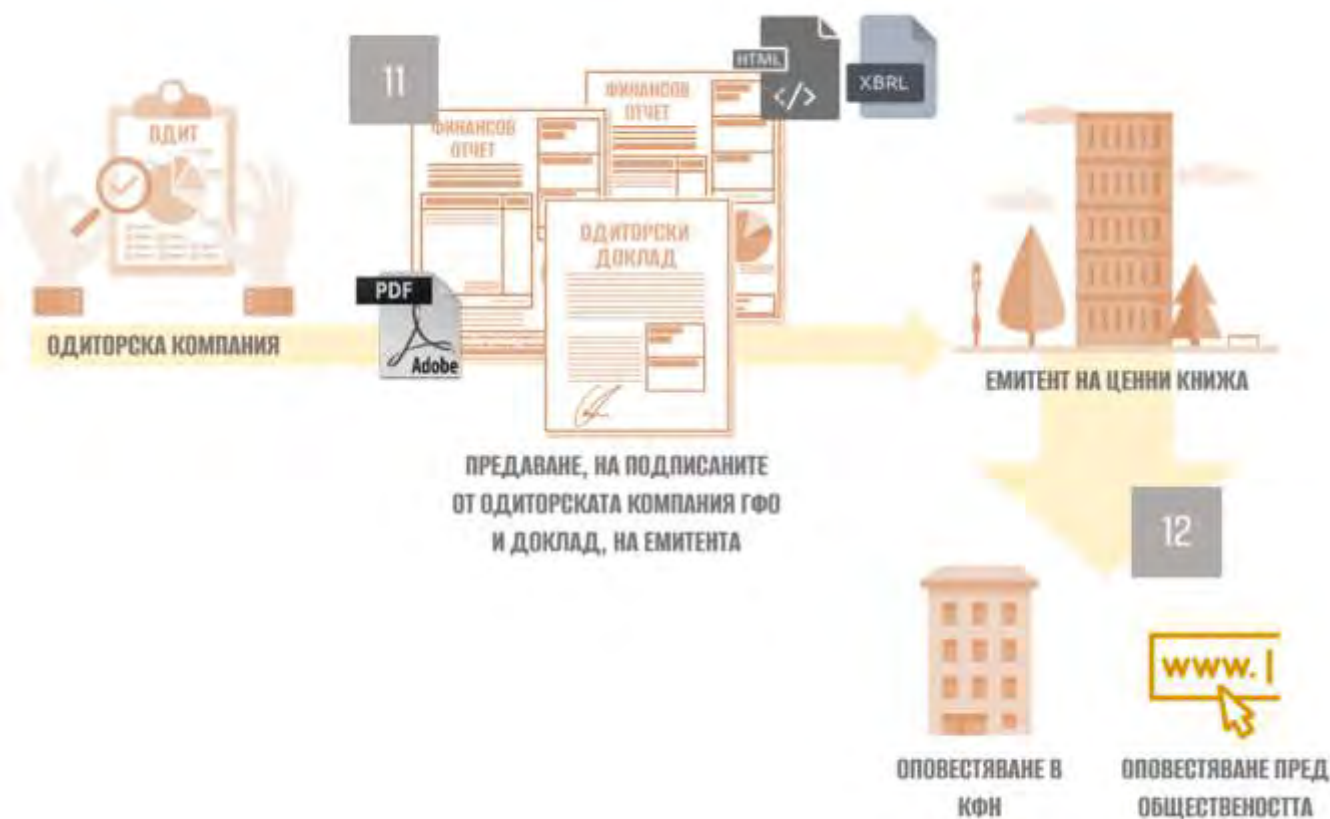 11
HTML
</>
XBRL
ОДИТ
ФИНАНСОВ
ОТЧЕТ
ФИНАНСОВ
ОТЧЕТ
ОДИТОРСКИ
ДОКЛАД
PDF
Adobe
ОДИТОРСКА КОМПАНИЯ
ЕМИТЕНТ НА ЦЕННИ КНИЖА
ПРЕДАВАНЕ, НА ПОДПИСАНИТЕ
ОТ ОДИТОРСКАТА КОМПАНИЯ ГФО
И ДОКЛАД, НА ЕМИТЕНТА
12
www.
ОПОВЕСТЯВАНЕ В
КФН
ОПОВЕСТЯВАНЕ ПРЕД
ОБЩЕСТВЕНОСТТА